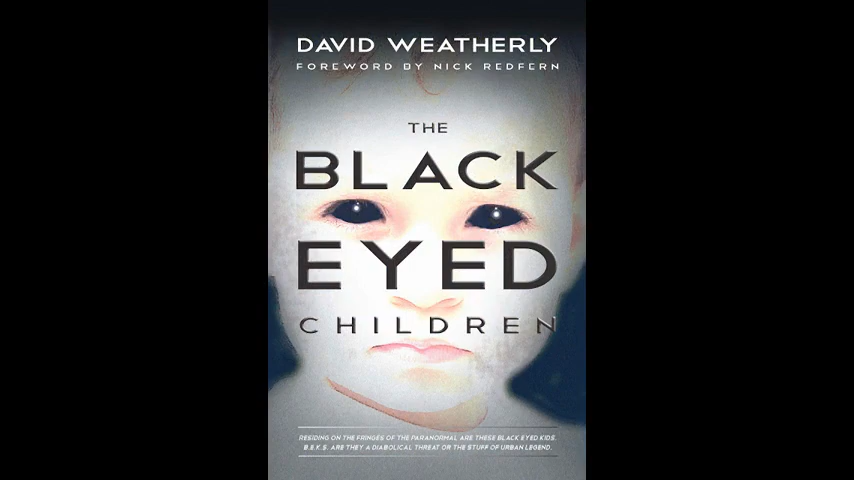 DAVID WEATHERLY
FOREWORD BY NICK REDFERN
THE
BLACK
EYED
CHILDREN
RESIDING ON THE FRINGES OF THE PARANORMAL ARE THESE BLACK EYED KIDS.
B.E.K.S. ARE THEY A DIABOLICAL THREAT OR THE STUFF OF URBAN LEGEND.